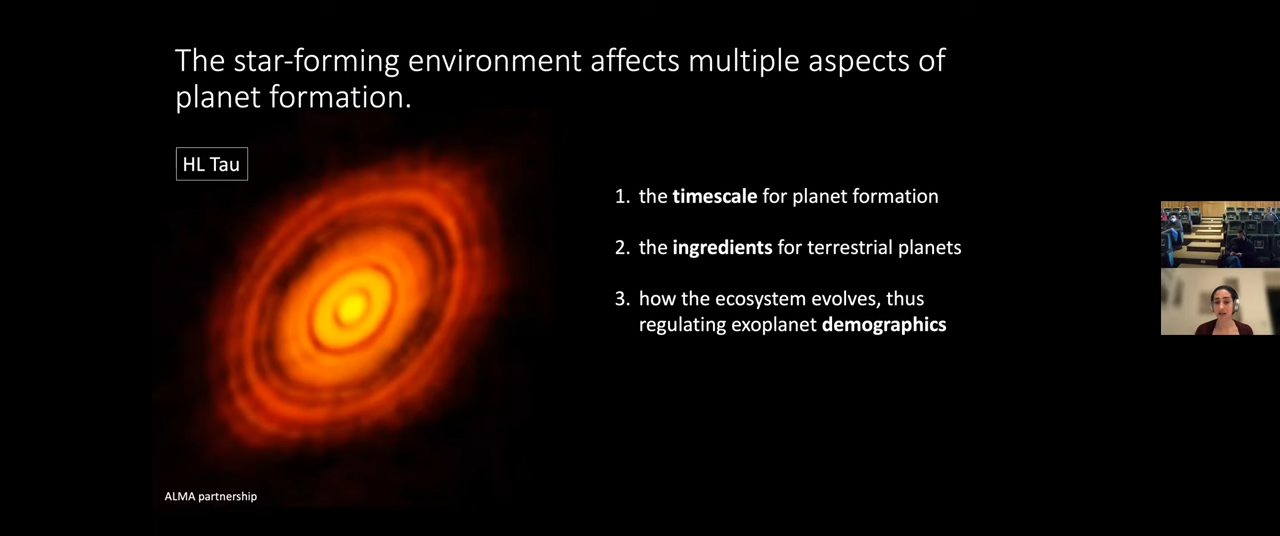 The star-forming environment affects multiple aspects of
planet formation.
HL Tau
1. the timescale for planet formation
2. the ingredients for terrestrial planets
3. how the ecosystem evolves, thus
regulating exoplanet demographics
ALMA partnership